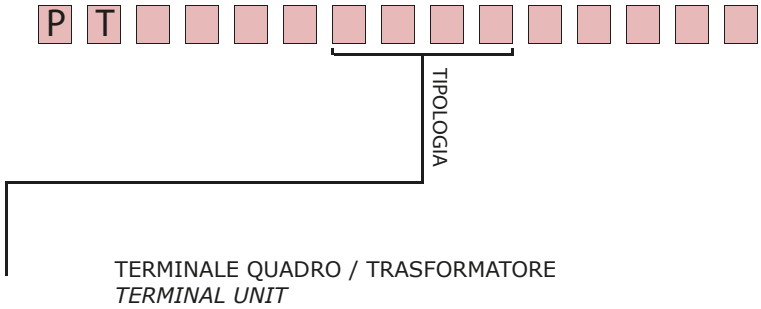 P T
TIPOLOGIA
TERMINALE QUADRO / TRASFORMATORE
TERMINAL UNIT